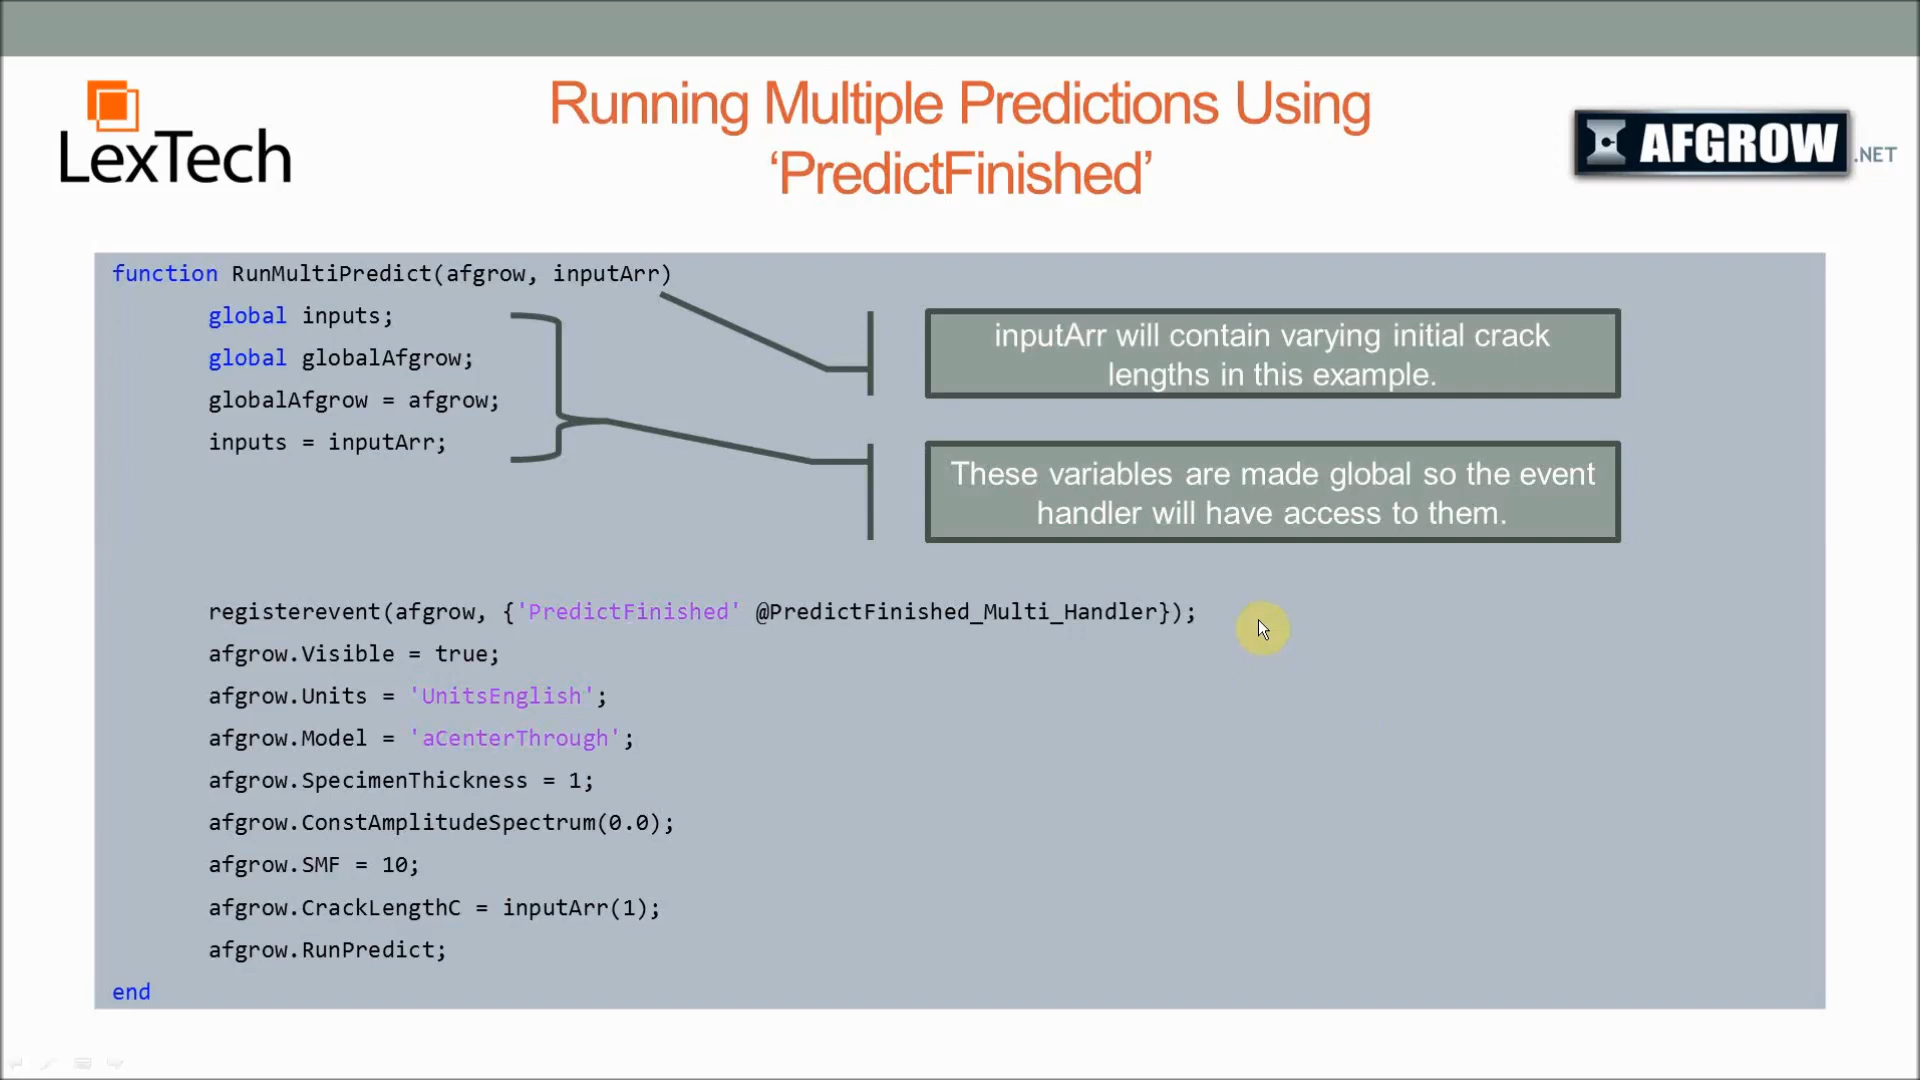 LexTech
Running Multiple Predictions Using
‘PredictFinished’
AFGROW
.NET
function RunMultiPredict(afgrow, inputArr)
global inputs;
global globalAfgrow;
globalAfgrow = afgrow;
inputs = inputArr;
inputArr will contain varying initial crack
lengths in this example.
These variables are made global so the event
handler will have access to them.
registerevent(afgrow, {'PredictFinished' @PredictFinished_Multi_Handler});
afgrow.Visible = true;
afgrow.Units = 'UnitsEnglish';
afgrow.Model = 'aCenterThrough';
afgrow.SpecimenThickness = 1;
afgrow.ConstAmplitudeSpectrum(0.0);
afgrow.SMF = 10;
afgrow.CrackLengthC = inputArr(1);
afgrow.RunPredict;
end